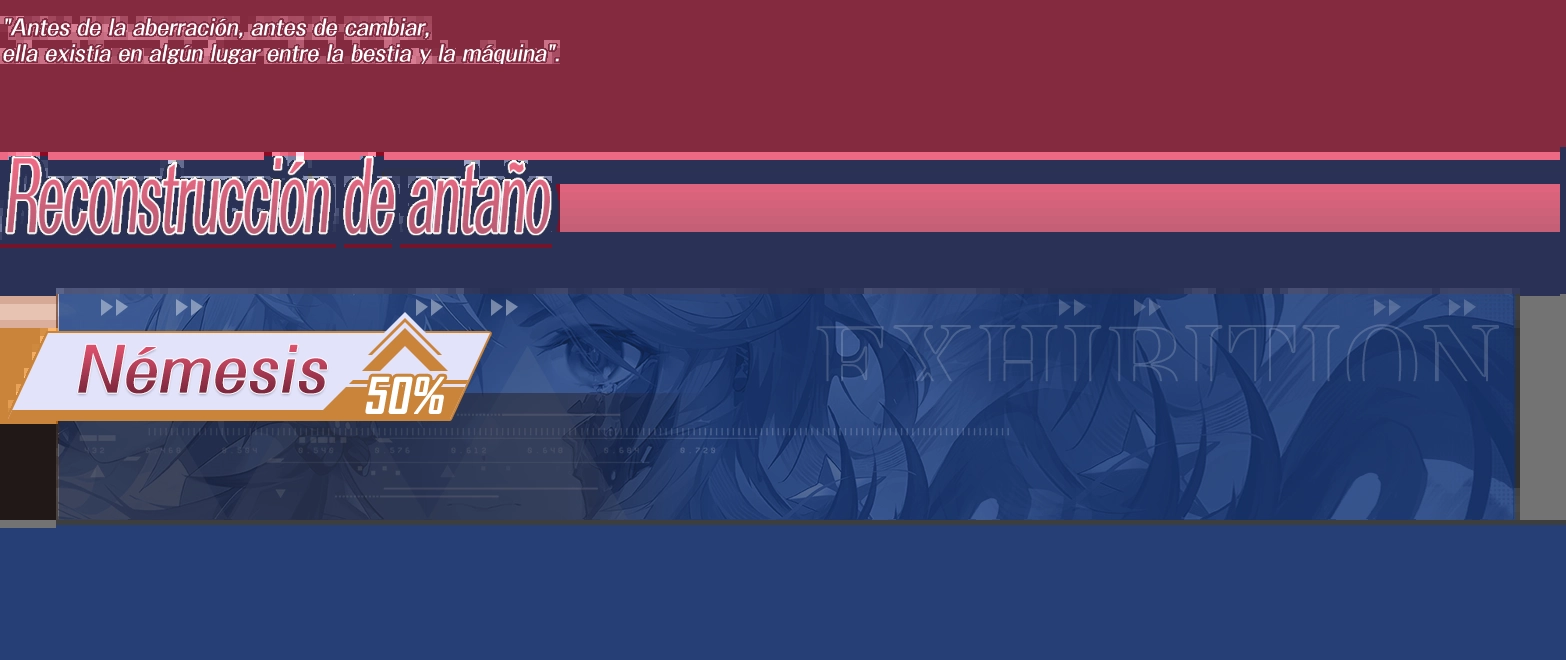 "Antes de la aberración, antes de cambiar,
ella existía en algún lugar entre la bestia y la máquina".
Reconstrucción de antaño
EXHIBITION
Némesis
50%